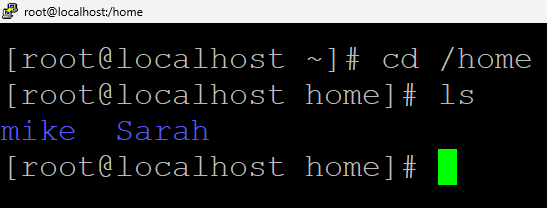 root@localhost:/home
[root@localhost ~]# cd /home
[root@localhost home]# ls
mike  Sarah
[root@localhost home]#